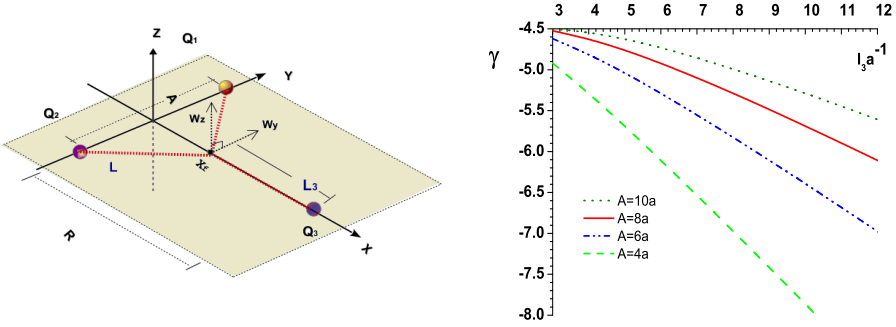 Z
Q1
Y
A
Q2
Wz
Wy
L
XF
L3
R
Q3
X
3 4 5 6 7 8 9 10 11 12
-4.5
γ
l3a-1
-5.0
-5.5
-6.0
-6.5
-7.0
-7.5
-8.0
A=10a
A=8a
A=6a
A=4a